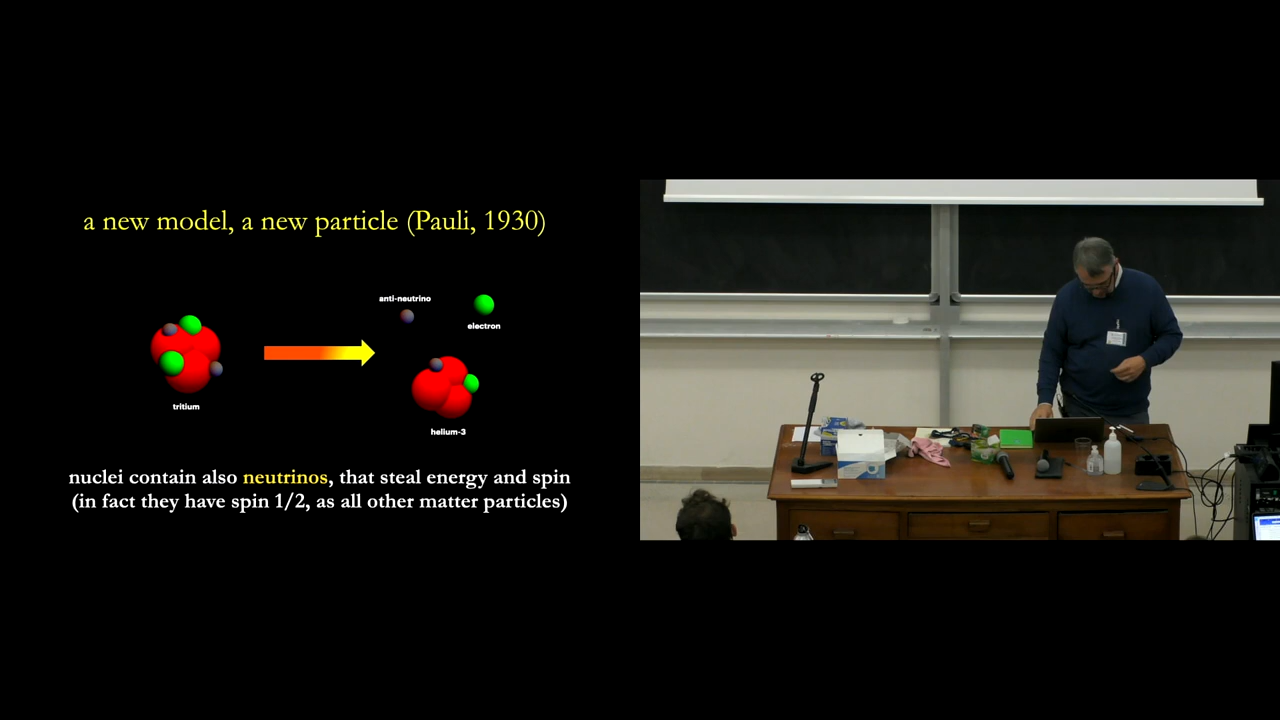 a new model, a new particle (Pauli, 1930)
anti-neutrino
electron
tritium
helium-3
nuclei contain also neutrinos, that steal energy and spin
(in fact they have spin 1/2, as all other matter particles)